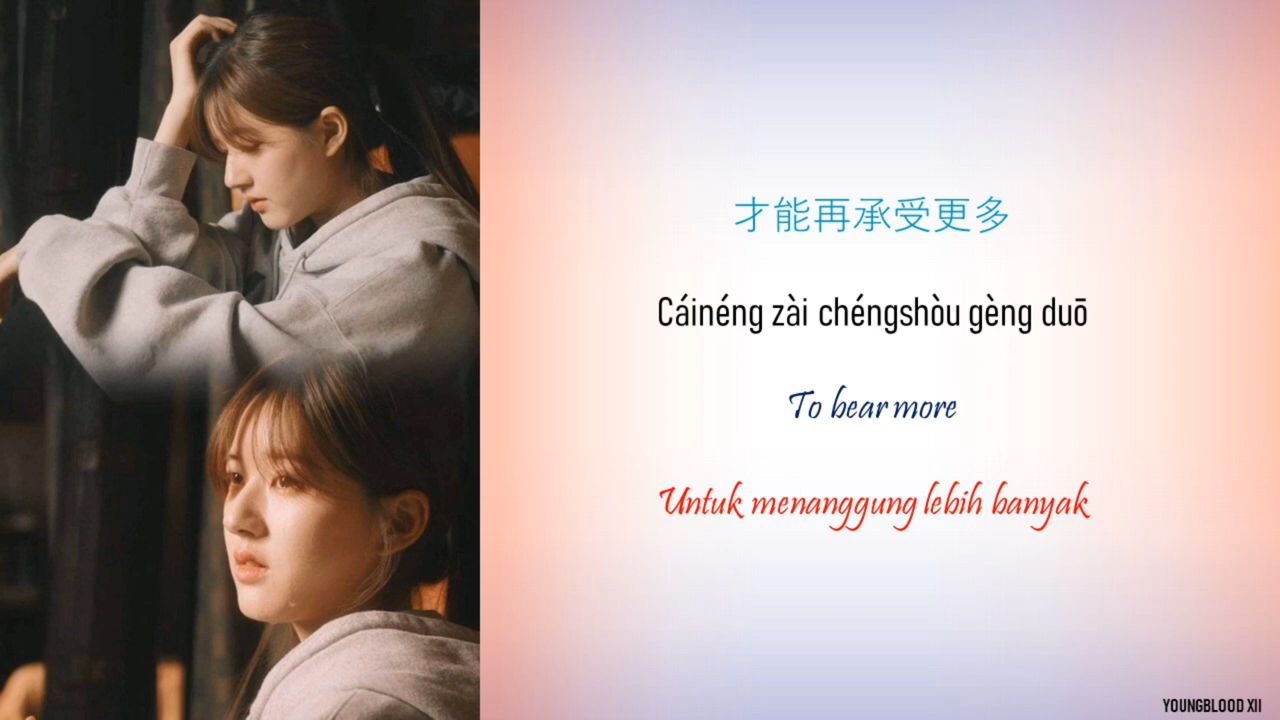 才能再承受更多
Cáinéng zài chéngshòu gèng duō
To bear more
Untuk menanggung lebih banyak
YOUNGBLOOD XII